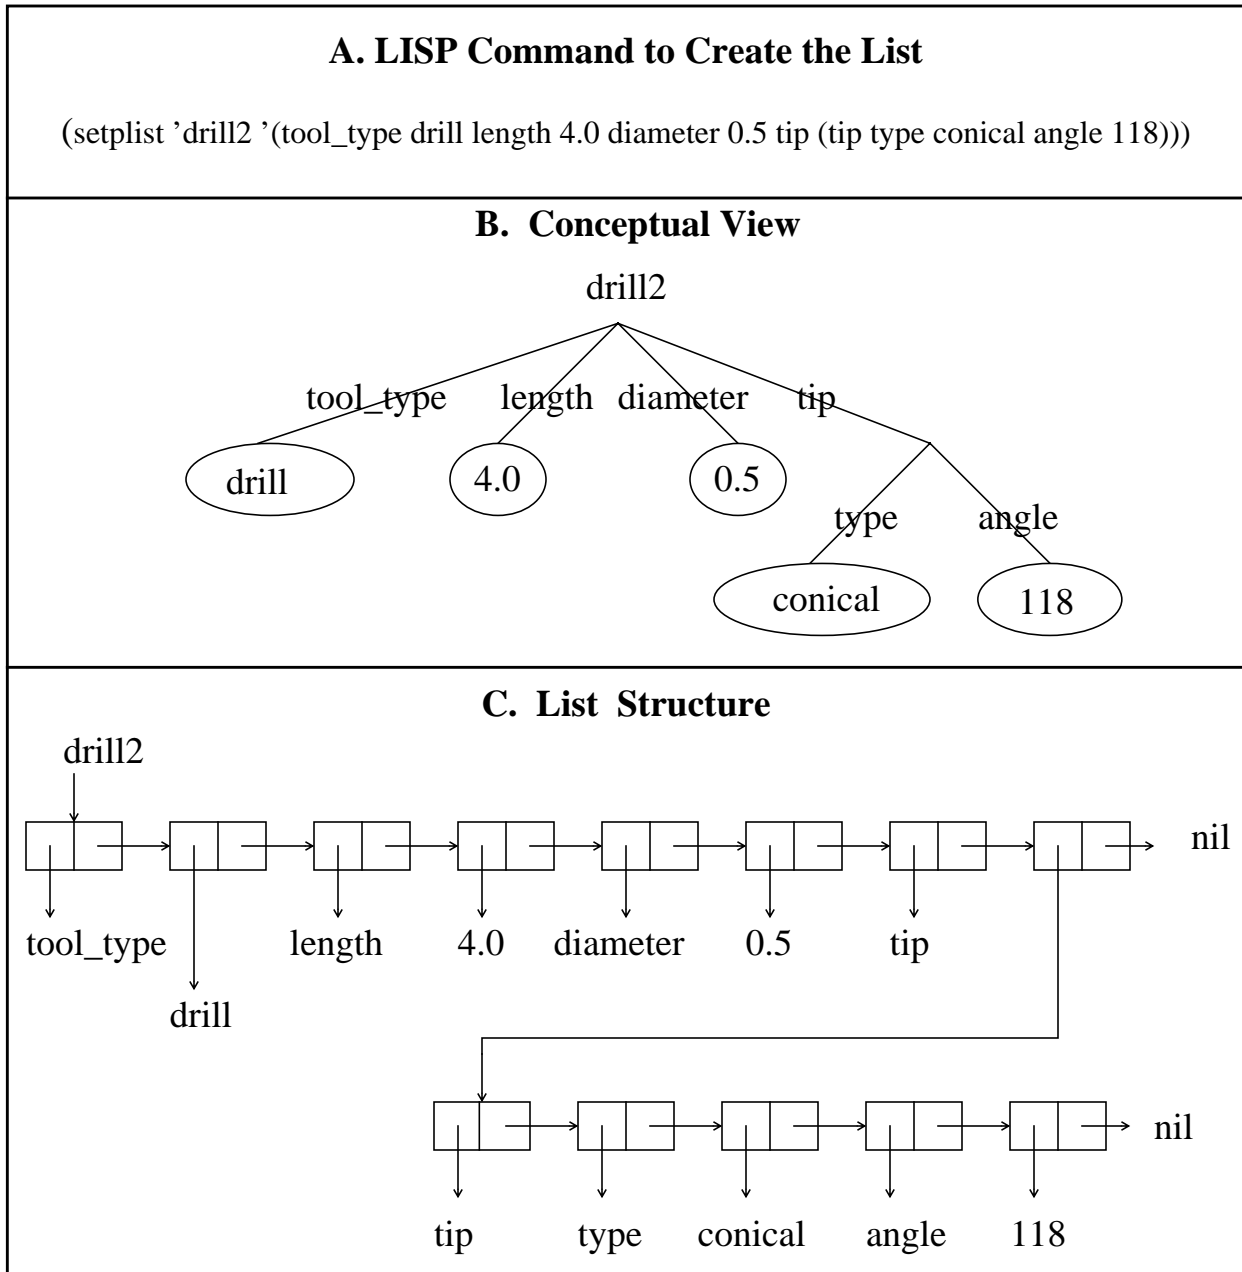 A. LISP Command to Create the List
(setplist ’drill2 ’(tool_type drill length 4.0 diameter 0.5 tip (tip type conical angle 118)))
B. Conceptual View
drill2
tool_type length diameter tip
drill 4.0 0.5
type angle
conical 118
C. List Structure
drill2
nil
tool_type length 4.0 diameter 0.5 tip
drill
nil
tip type conical angle 118